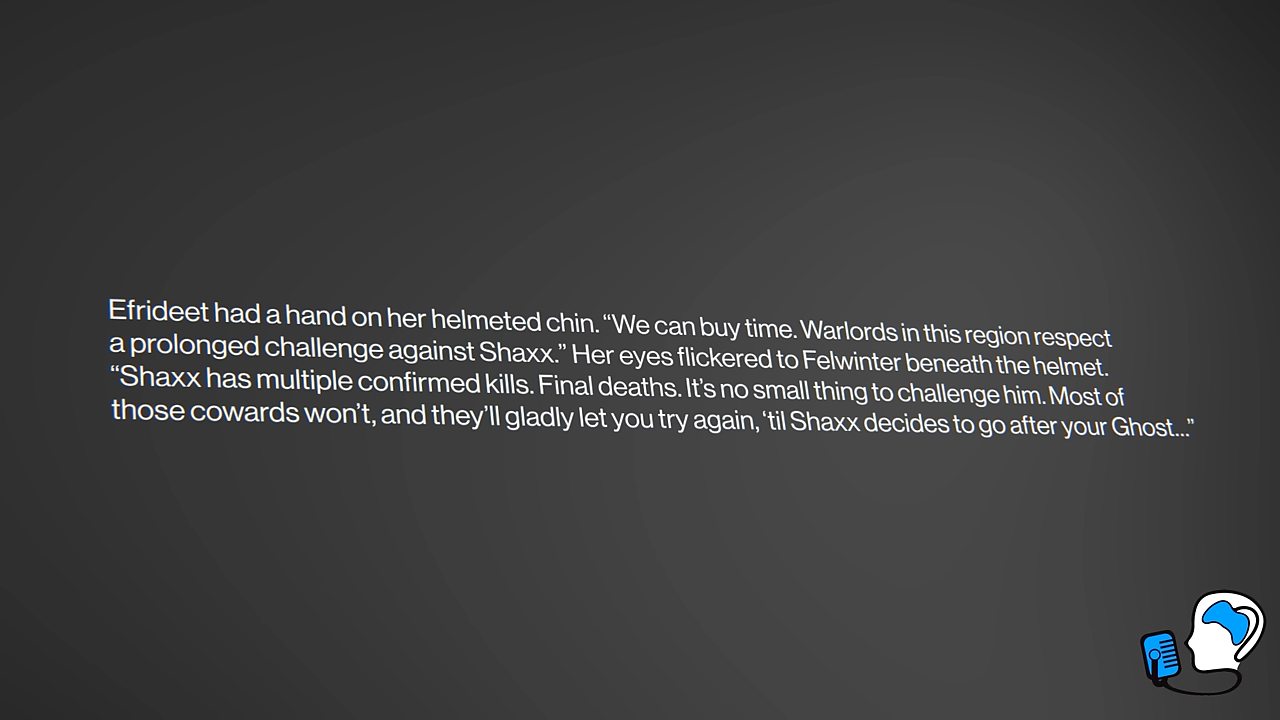 Efrideet had a hand on her helmeted chin. “We can buy time. Warlords in this region respect
a prolonged challenge against Shaxx.” Her eyes flickered to Felwinter beneath the helmet.
“Shaxx has multiple confirmed kills. Final deaths. It’s no small thing to challenge him. Most of
those cowards won’t, and they’ll gladly let you try again, ‘til Shaxx decides to go after your Ghost...”